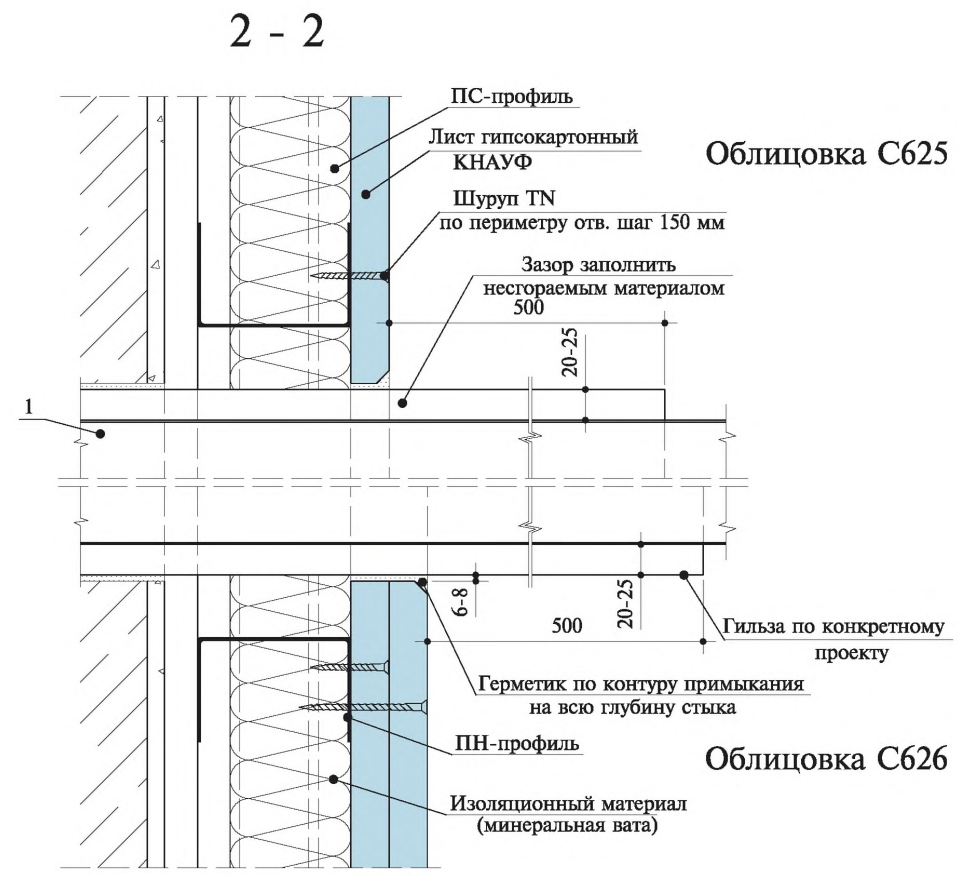 2 - 2
ПС-профиль
Лист гипсокартонный
КНАУФ
Облицовка С625
Шуруп TN
по периметру отв. шаг 150 мм
Зазор заполнить
несгораемым материалом
500
20-25
1
6-8
20-25
500
Гильза по конкретному
проекту
Герметик по контуру примыкания
на всю глубину стыка
ПН-профиль
Облицовка С626
Изоляционный материал
(минеральная вата)